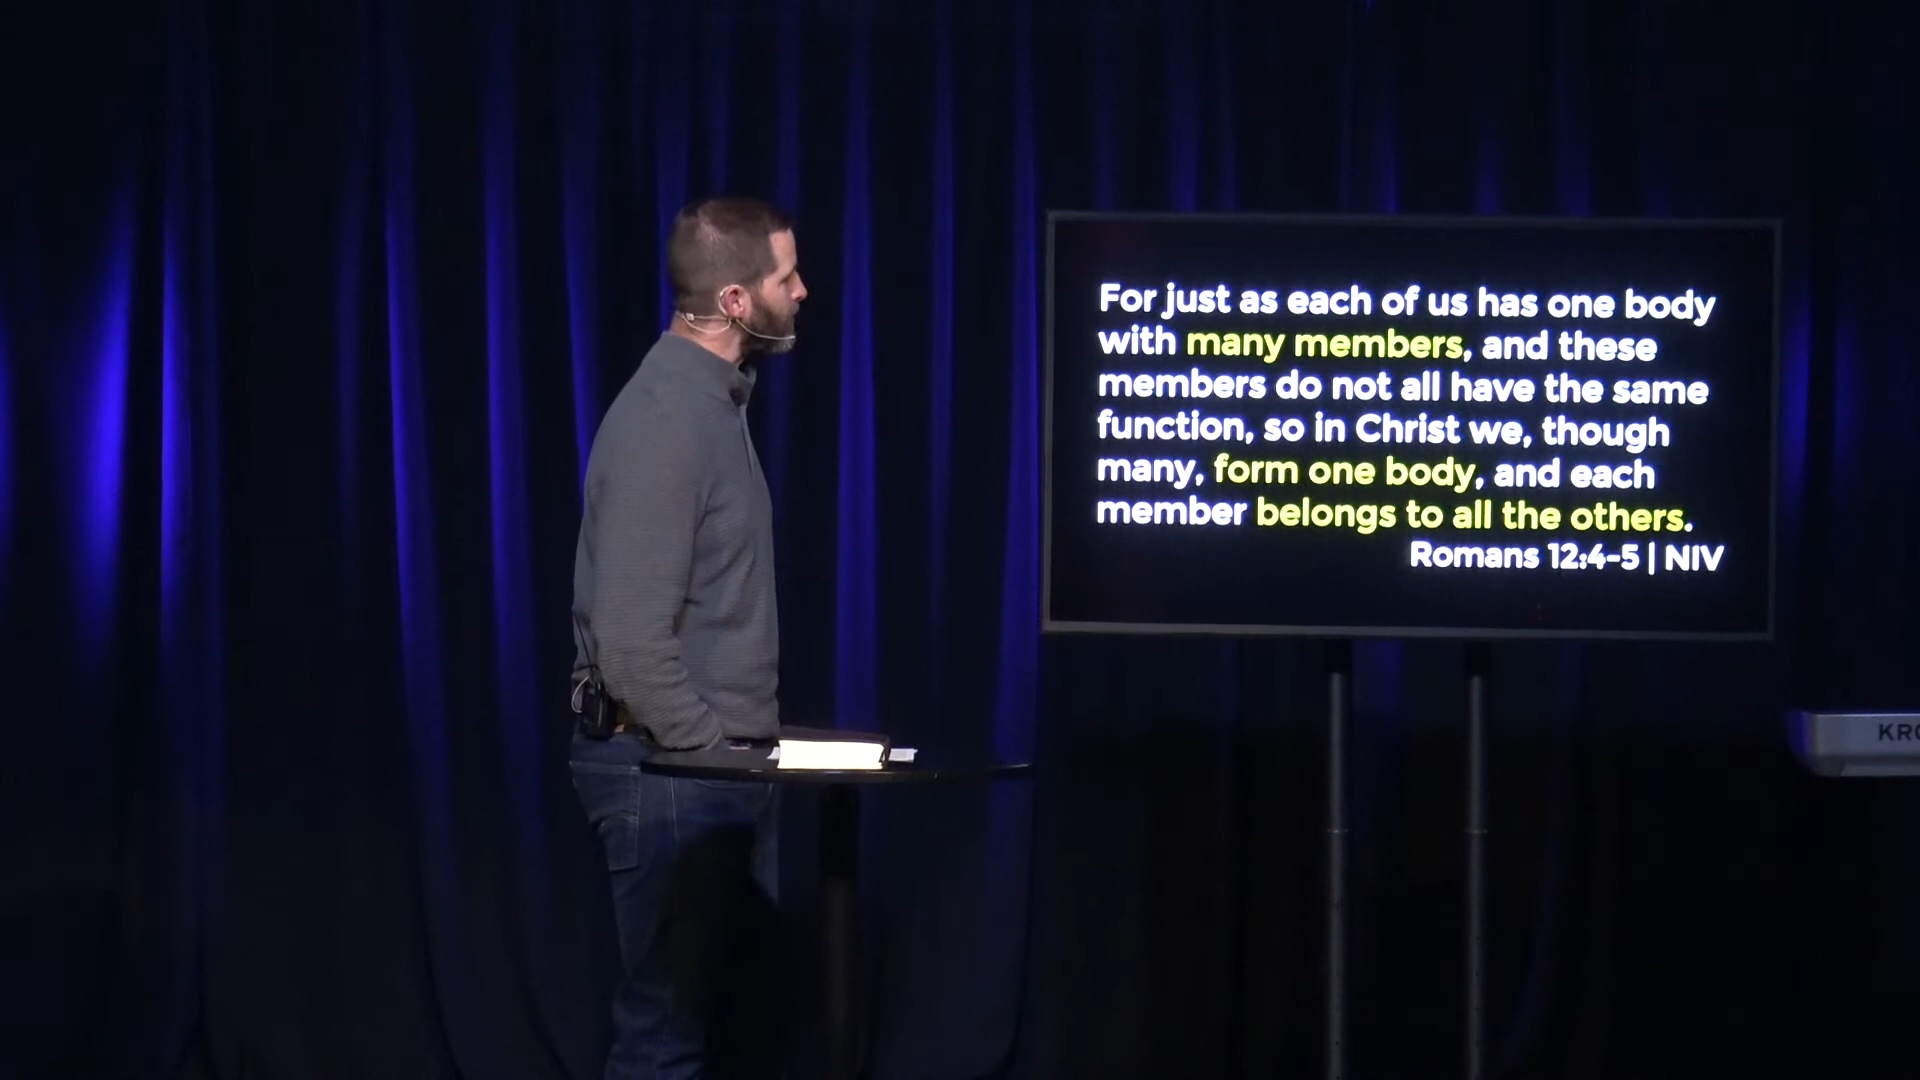 For just as each of us has one body
with many members, and these
members do not all have the same
function, so in Christ we, though
many, form one body, and each
member belongs to all the others.
Romans 12:4-5 | NIV